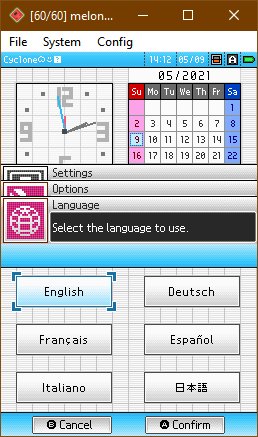 [60/60] melon...
File System Config
Cyclone 14:12 05/09 A
05/2021
Su Mo Tu We Th Fr Sa
1
2 3 4 5 6 7 8
9 10 11 12 13 14 15
16 17 18 19 20 21 22
Settings
Options
Language
Select the language to use.
English Deutsch
Français Español
Italiano 日本語
B Cancel A Confirm